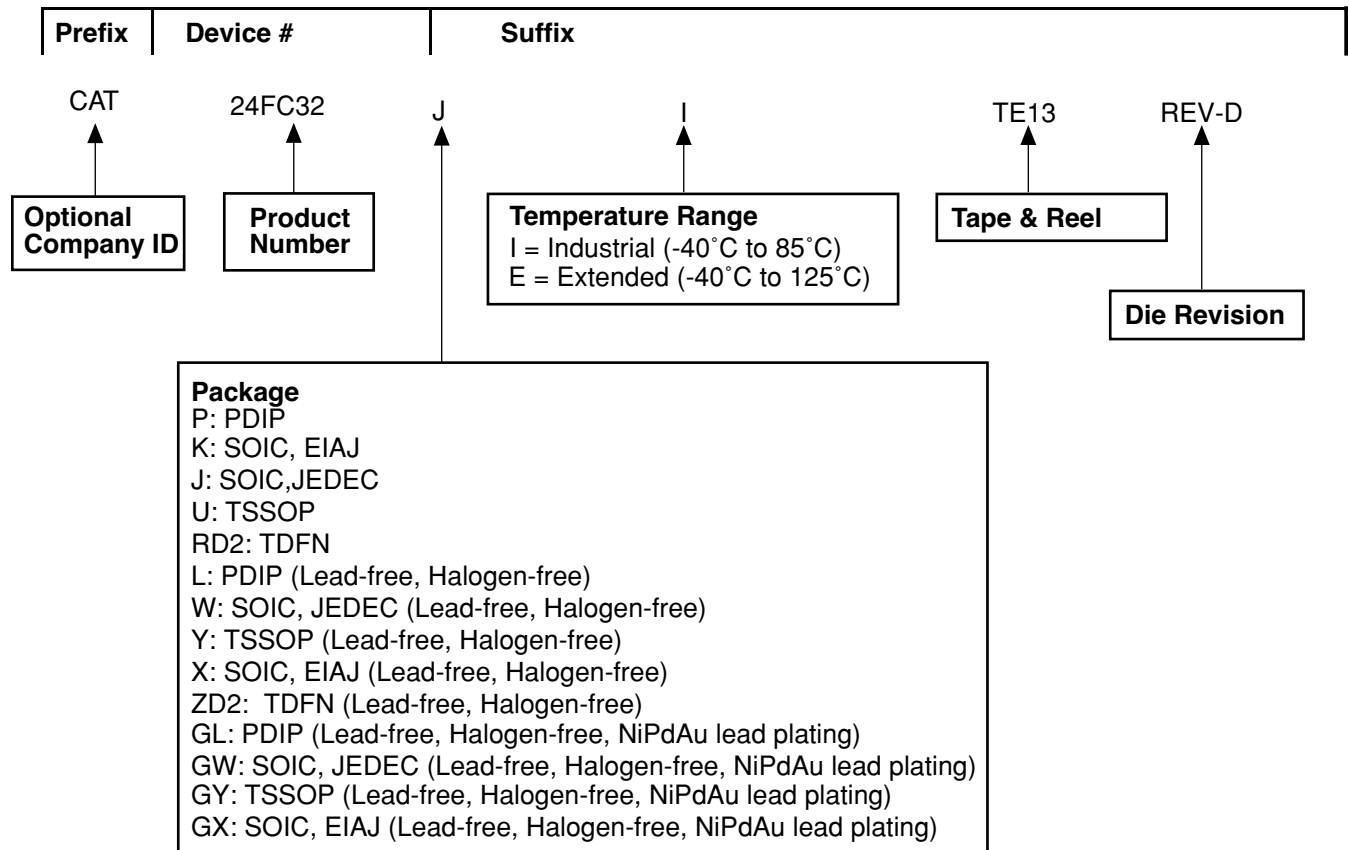 Prefix Device # Suffix
CAT 24FC32 J I TE13 REV-D
Optional
Company ID
Product
Number
Temperature Range
I = Industrial (-40˚C to 85˚C)
E = Extended (-40˚C to 125˚C)
Tape & Reel
Die Revision
Package
P: PDIP
K: SOIC, EIAJ
J: SOIC,JEDEC
U: TSSOP
RD2: TDFN
L: PDIP (Lead-free, Halogen-free)
W: SOIC, JEDEC (Lead-free, Halogen-free)
Y: TSSOP (Lead-free, Halogen-free)
X: SOIC, EIAJ (Lead-free, Halogen-free)
ZD2: TDFN (Lead-free, Halogen-free)
GL: PDIP (Lead-free, Halogen-free, NiPdAu lead plating)
GW: SOIC, JEDEC (Lead-free, Halogen-free, NiPdAu lead plating)
GY: TSSOP (Lead-free, Halogen-free, NiPdAu lead plating)
GX: SOIC, EIAJ (Lead-free, Halogen-free, NiPdAu lead plating)